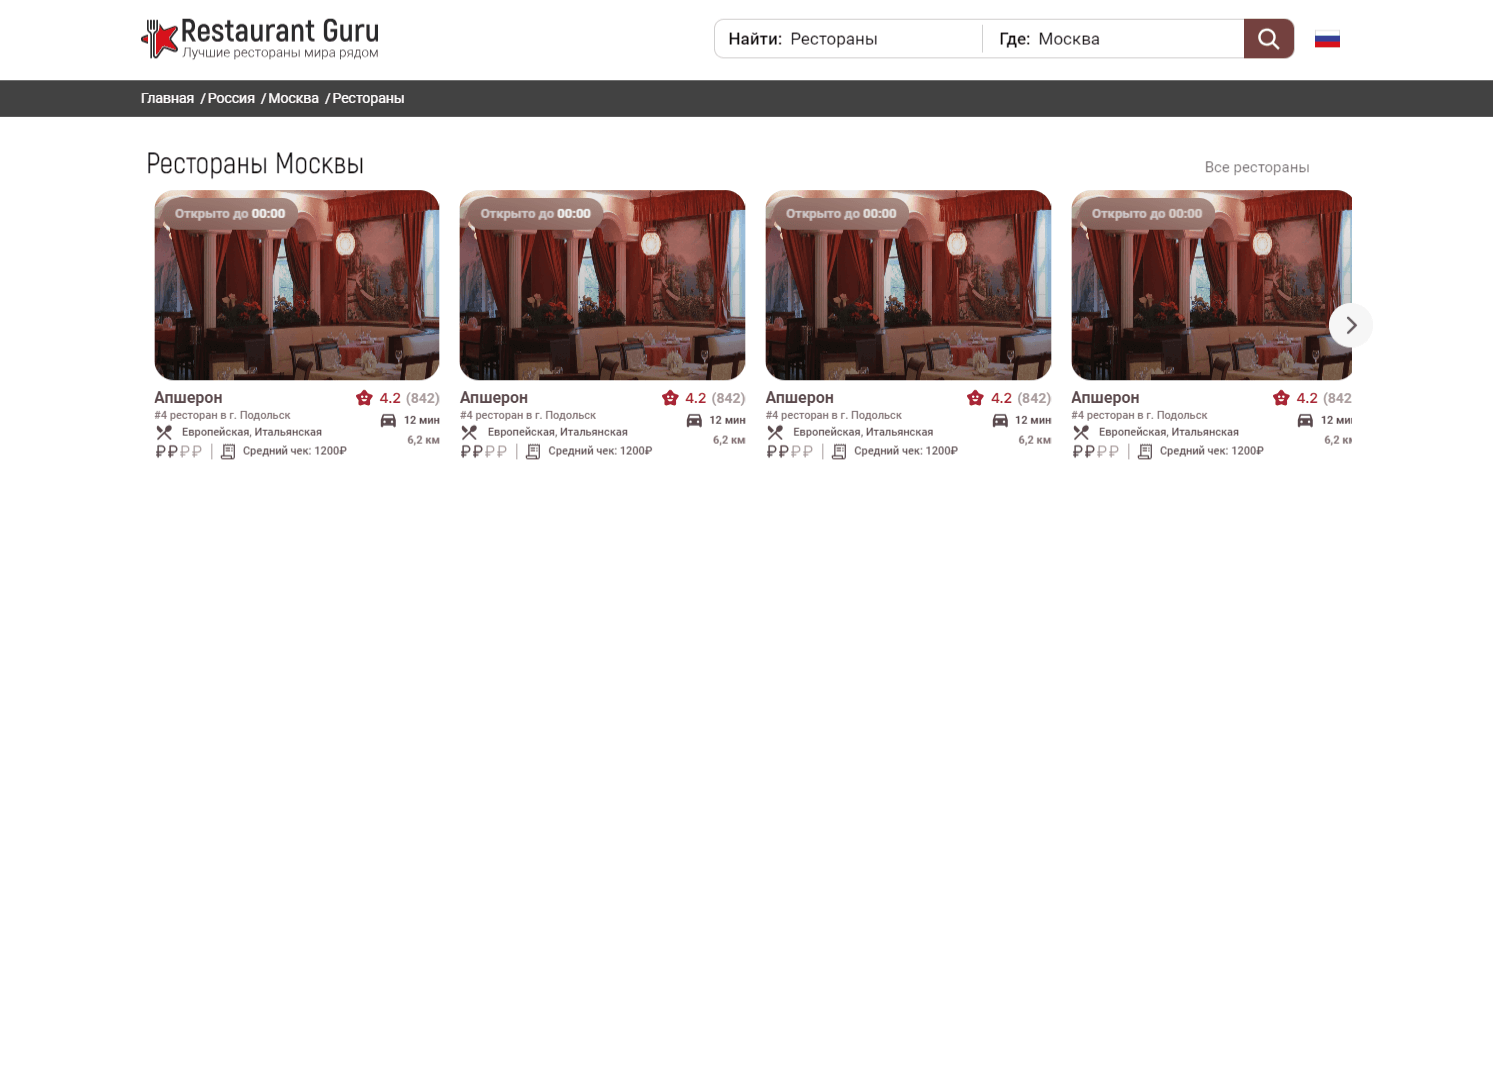 Restaurant Guru
Лучшие рестораны мира рядом
Найти: Рестораны
Где: Москва
Главная / Россия / Москва / Рестораны
Рестораны Москвы
Все рестораны
Открыто до 00:00
Открыто до 00:00
Открыто до 00:00
Открыто до 00:00
Апшерон 4.2 (842)
#4 ресторан в г. Подольск 12 мин
Европейская, Итальянская 6,2 км
₽₽₽₽ Средний чек: 1200₽
Апшерон 4.2 (842)
#4 ресторан в г. Подольск 12 мин
Европейская, Итальянская 6,2 км
₽₽₽₽ Средний чек: 1200₽
Апшерон 4.2 (842)
#4 ресторан в г. Подольск 12 мин
Европейская, Итальянская 6,2 км
₽₽₽₽ Средний чек: 1200₽
Апшерон 4.2 (842
#4 ресторан в г. Подольск 12 ми
Европейская, Итальянская 6,2 к
₽₽₽₽ Средний чек: 1200₽